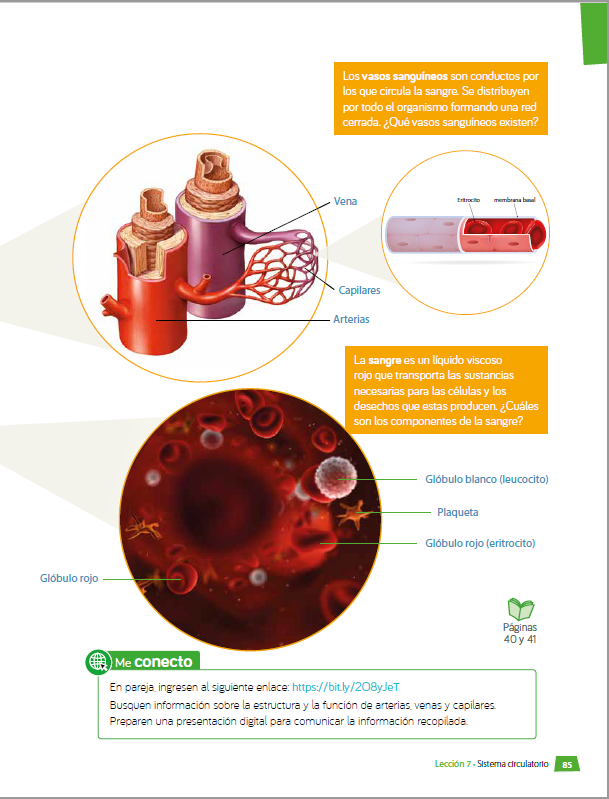 Los vasos sanguíneos son conductos por
los que circula la sangre. Se distribuyen
por todo el organismo formando una red
cerrada. ¿Qué vasos sanguíneos existen?
Eritrocito
membrana basal
Vena
Capilares
Arterias
La sangre es un líquido viscoso
rojo que transporta las sustancias
necesarias para las células y los
desechos que estas producen. ¿Cuáles
son los componentes de la sangre?
Glóbulo blanco (leucocito)
Plaqueta
Glóbulo rojo (eritrocito)
Glóbulo rojo
Páginas
40 y 41
Me conecto
En pareja, ingresen al siguiente enlace: https://bit.ly/2O8yJeT
Busquen información sobre la estructura y la función de arterias, venas y capilares.
Preparen una presentación digital para comunicar la información recopilada.
Lección 7 • Sistema circulatorio 85